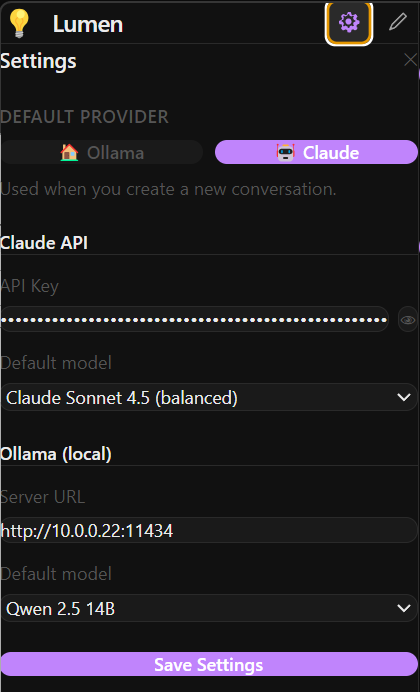 Lumen
Settings
DEFAULT PROVIDER
Ollama
Claude
Used when you create a new conversation.
Claude API
API Key
Default model
Claude Sonnet 4.5 (balanced)
Ollama (local)
Server URL
http://10.0.0.22:11434
Default model
Qwen 2.5 14B
Save Settings